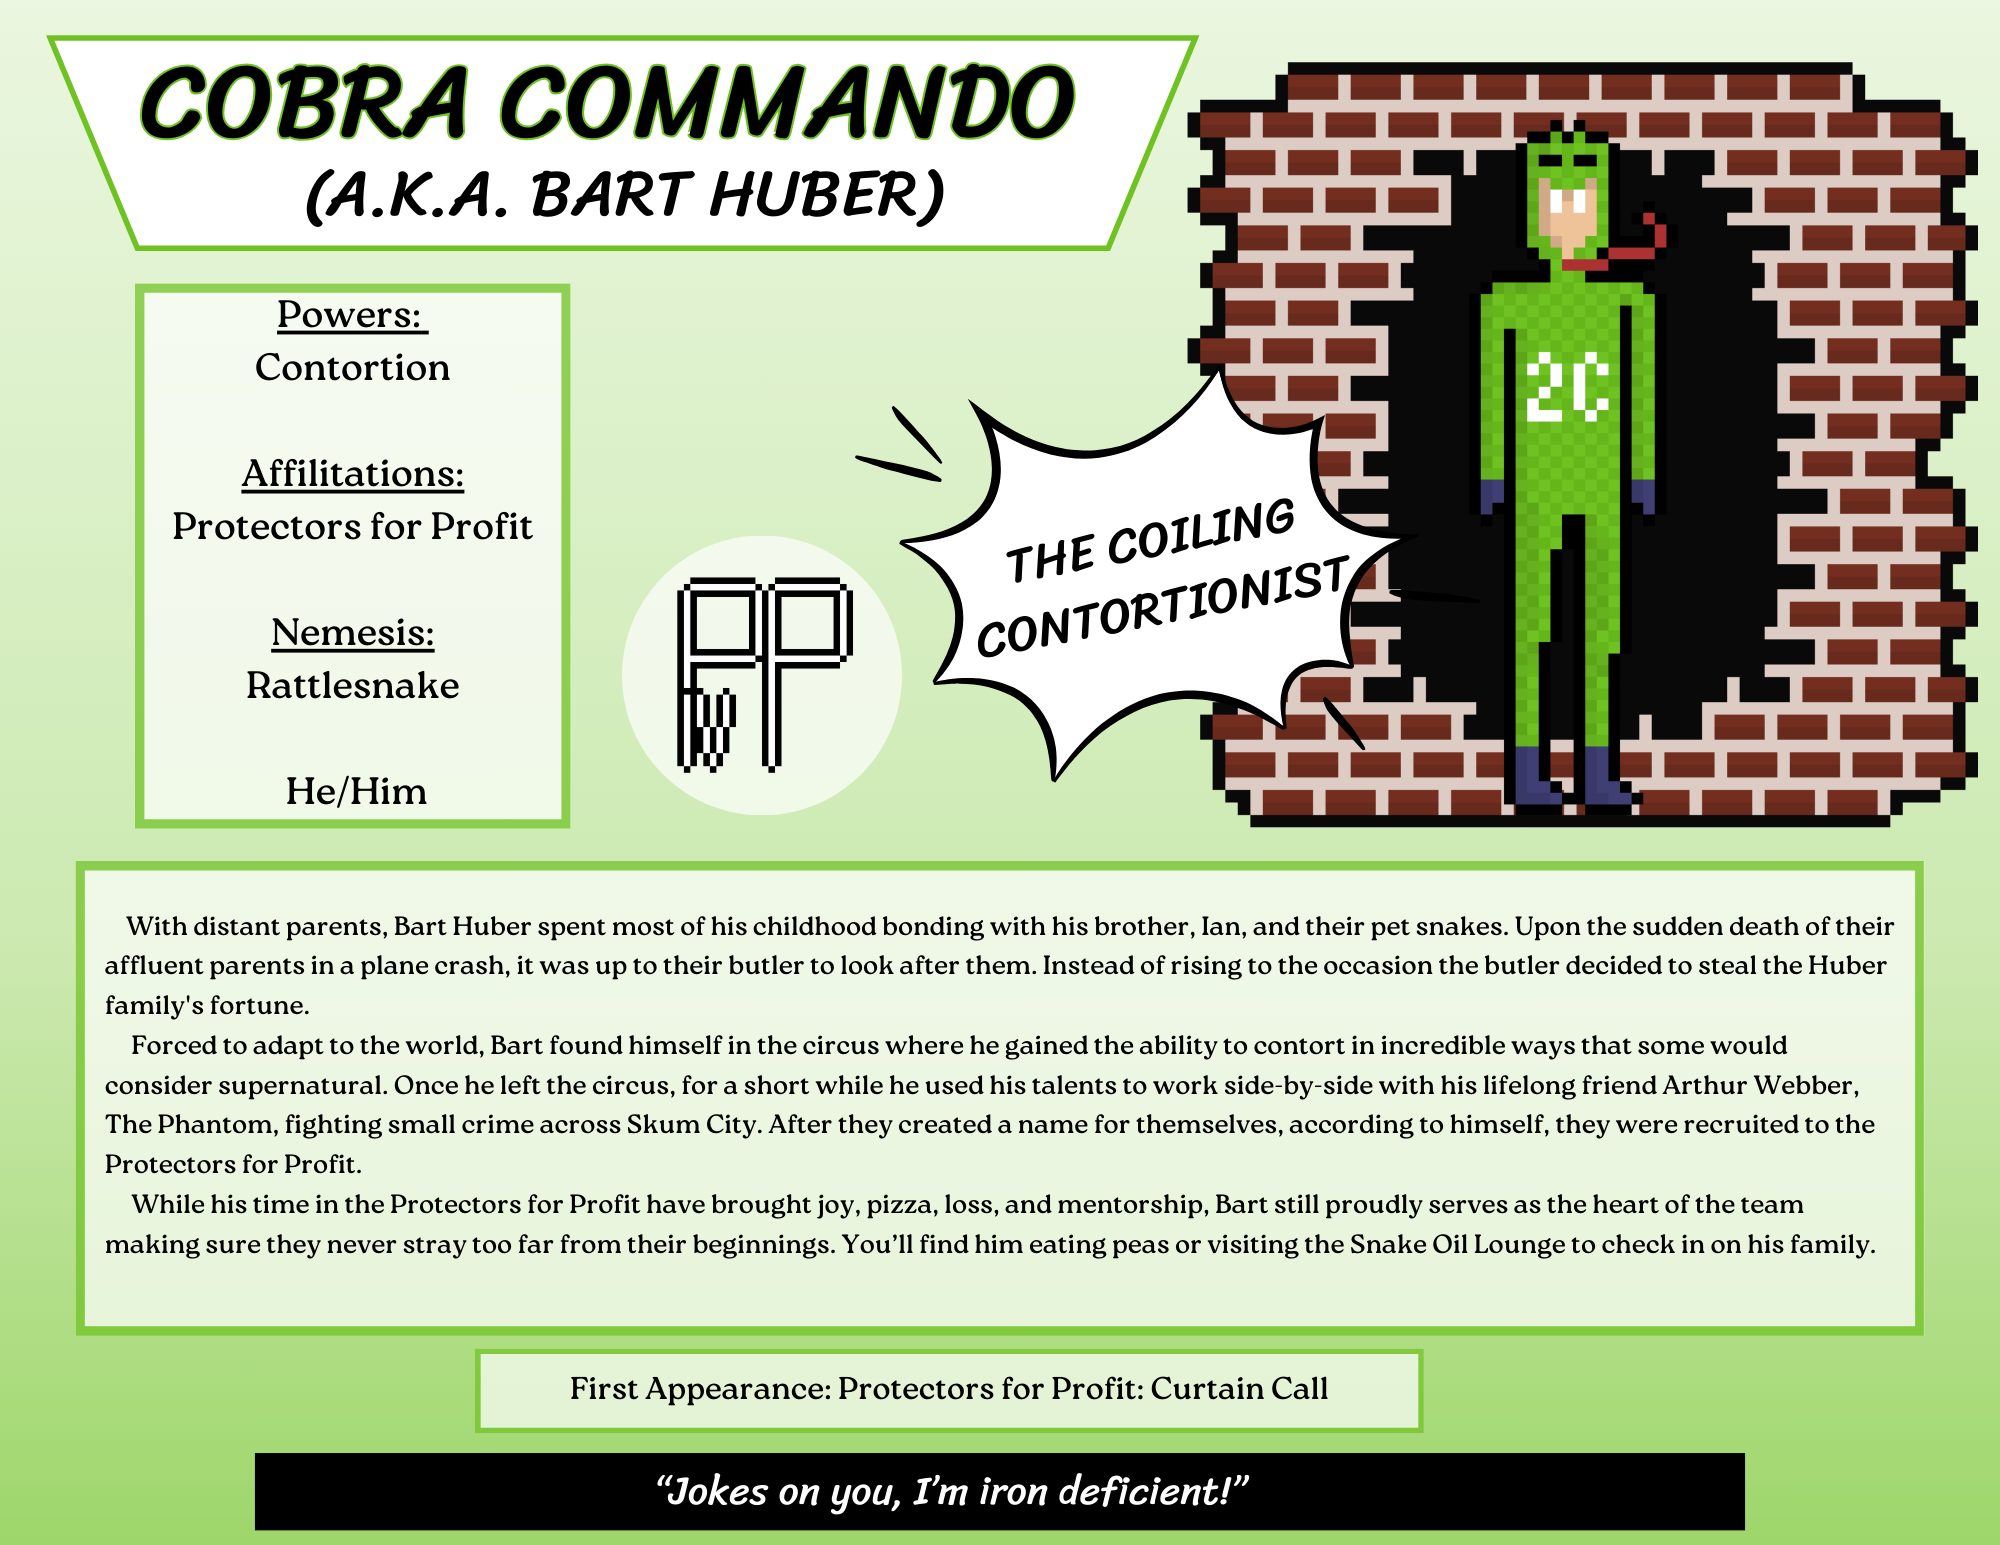 COBRA COMMANDO
(A.K.A. BART HUBER)
Powers:
Contortion
Affilitations:
Protectors for Profit
Nemesis:
Rattlesnake
He/Him
PfP
THE COILING
CONTORTIONIST
2C
With distant parents, Bart Huber spent most of his childhood bonding with his brother, Ian, and their pet snakes. Upon the sudden death of their
affluent parents in a plane crash, it was up to their butler to look after them. Instead of rising to the occasion the butler decided to steal the Huber
family's fortune.
Forced to adapt to the world, Bart found himself in the circus where he gained the ability to contort in incredible ways that some would
consider supernatural. Once he left the circus, for a short while he used his talents to work side-by-side with his lifelong friend Arthur Webber,
The Phantom, fighting small crime across Skum City. After they created a name for themselves, according to himself, they were recruited to the
Protectors for Profit.
While his time in the Protectors for Profit have brought joy, pizza, loss, and mentorship, Bart still proudly serves as the heart of the team
making sure they never stray too far from their beginnings. You’ll find him eating peas or visiting the Snake Oil Lounge to check in on his family.
First Appearance: Protectors for Profit: Curtain Call
“Jokes on you, I’m iron deficient!”